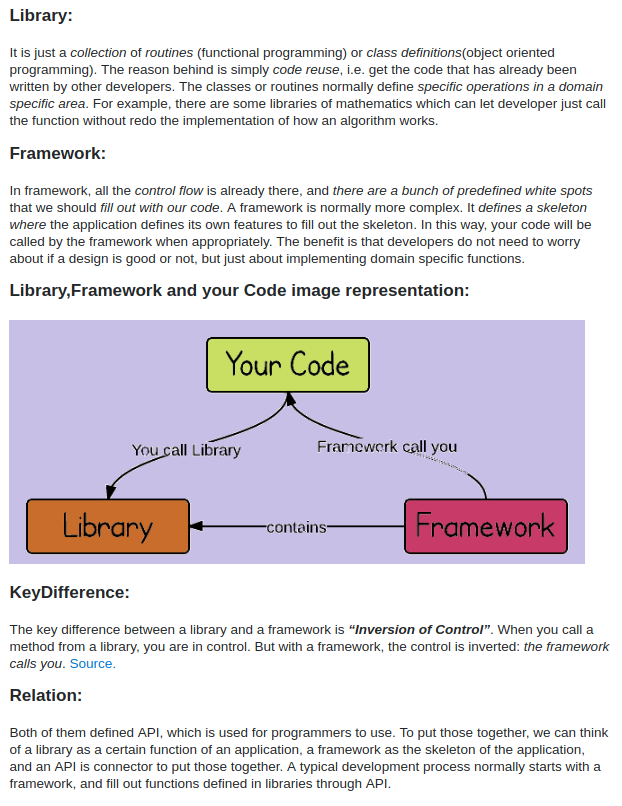 Library:
It is just a collection of routines (functional programming) or class definitions(object oriented
programming). The reason behind is simply code reuse, i.e. get the code that has already been
written by other developers. The classes or routines normally define specific operations in a domain
specific area. For example, there are some libraries of mathematics which can let developer just call
the function without redo the implementation of how an algorithm works.
Framework:
In framework, all the control flow is already there, and there are a bunch of predefined white spots
that we should fill out with our code. A framework is normally more complex. It defines a skeleton
where the application defines its own features to fill out the skeleton. In this way, your code will be
called by the framework when appropriately. The benefit is that developers do not need to worry
about if a design is good or not, but just about implementing domain specific functions.
Library,Framework and your Code image representation:
Your Code
You call Library
Framework call you
Library
contains
Framework
KeyDifference:
The key difference between a library and a framework is “Inversion of Control”. When you call a
method from a library, you are in control. But with a framework, the control is inverted: the framework
calls you. Source.
Relation:
Both of them defined API, which is used for programmers to use. To put those together, we can think
of a library as a certain function of an application, a framework as the skeleton of the application,
and an API is connector to put those together. A typical development process normally starts with a
framework, and fill out functions defined in libraries through API.